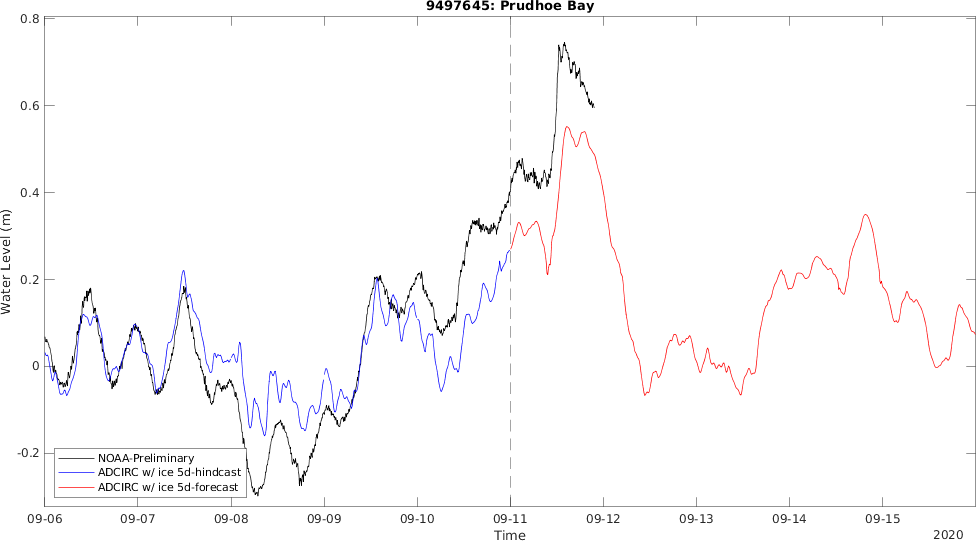 9497645: Prudhoe Bay
0.8
0.6
0.4
0.2
0
-0.2
Water Level (m)
NOAA-Preliminary
ADCIRC w/ ice 5d-hindcast
ADCIRC w/ ice 5d-forecast
09-06 09-07 09-08 09-09 09-10 09-11 09-12 09-13 09-14 09-15
Time
2020